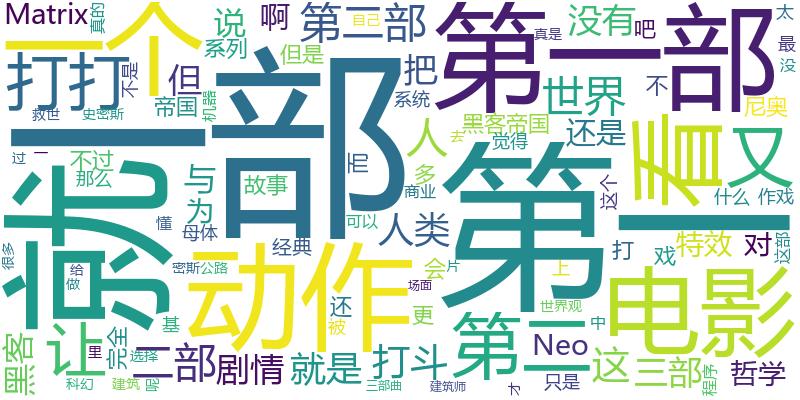 Matrix
真的
一个
说
啊
第二部
自己
没有
吧
太
系列
但是
第一部
真是
最
没
打打
不是
但
把
不
帝国
机器
系统
世界
救世
史密斯
黑客帝国
还是
尼奥
一部
人
觉得
看
又
不过
与
那么
故事
而
多
商业
这个
什么
作戏
就
为
第一
母体
可以
人类
打
戏
特效
对
这部
很多
懂
经典
动作
密斯
公路
会
片
上
电影
给
做
还
场面
世界观
让
完全
基
被
更
第三
中
Neo
黑客
里
选择
二部
剧情
就是
打斗
这
三部
程序
哲学
科幻
建筑
呢
三部曲
建筑师
才
只是
过
一
去